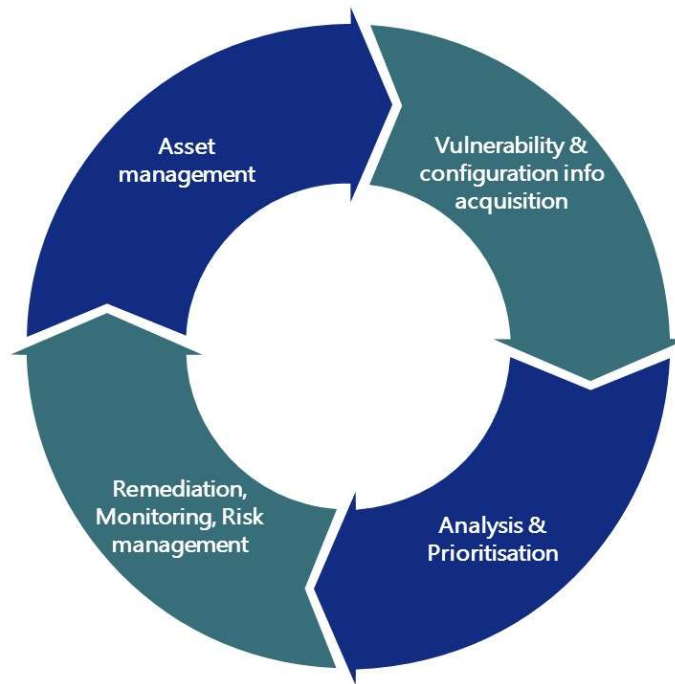 Asset
management
Vulnerability &
configuration info
acquisition
Analysis &
Prioritisation
Remediation,
Monitoring, Risk
management